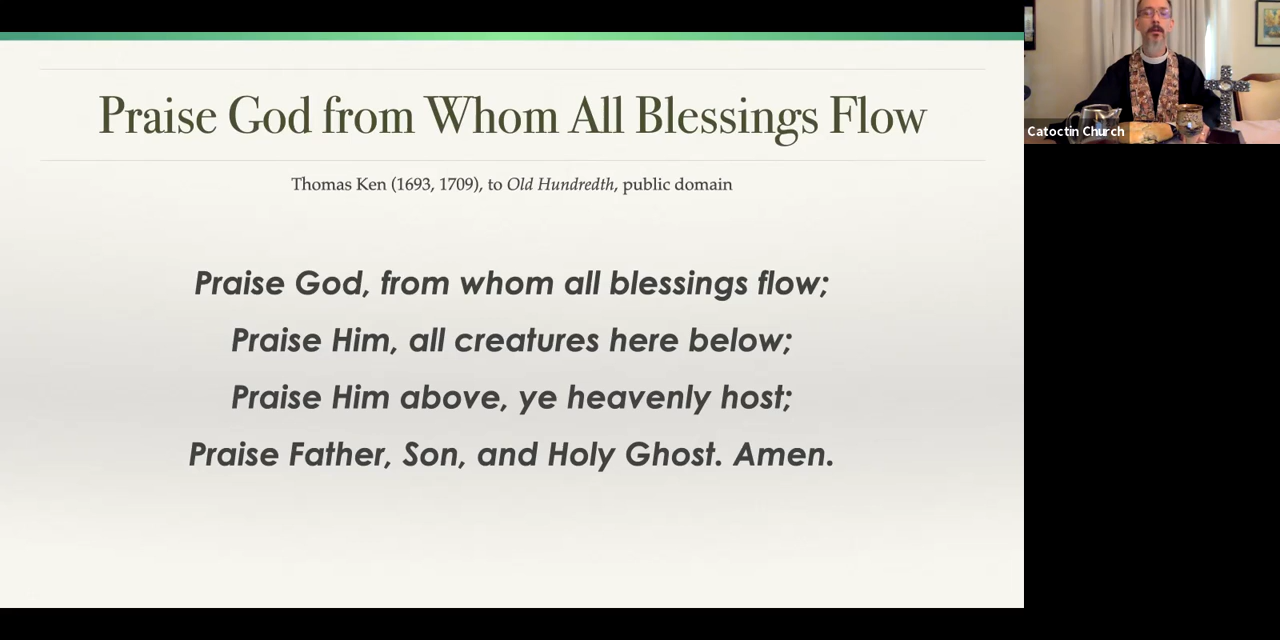 Praise God from Whom All Blessings Flow
Thomas Ken (1693, 1709), to Old Hundredth, public domain
Praise God, from whom all blessings flow;
Praise Him, all creatures here below;
Praise Him above, ye heavenly host;
Praise Father, Son, and Holy Ghost. Amen.
Catoctin Church